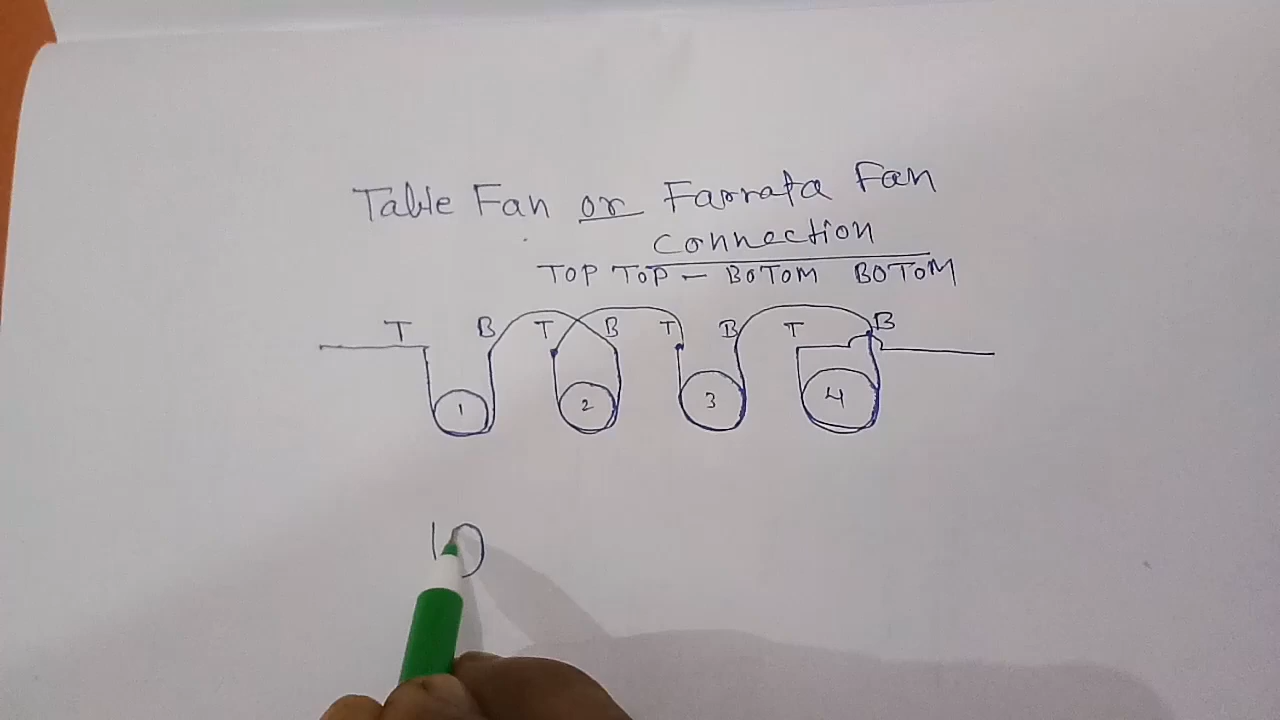 Table Fan or Farrata Fan
Connection
TOP TOP - BOTOM BOTOM
T B T B T B T B
1 2 3 4
10